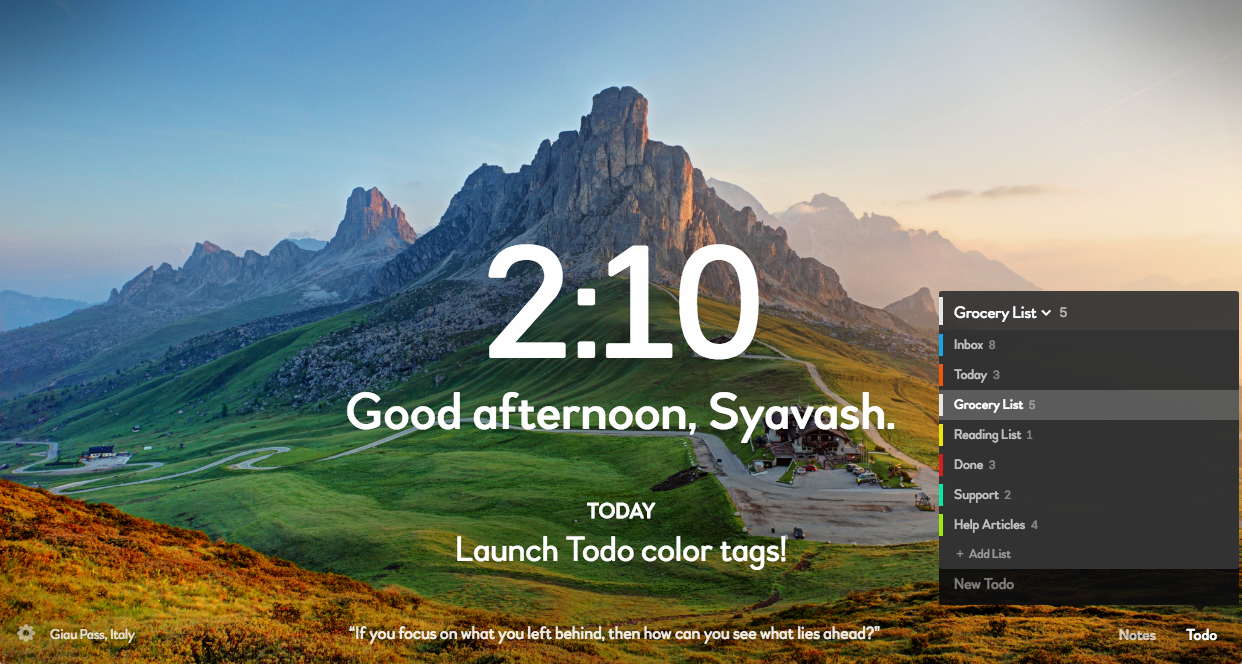 2:10
Good afternoon, Syavash.
TODAY
Launch Todo color tags!
Grocery List 5
Inbox 8
Today 3
Grocery List 5
Reading List 1
Done 3
Support 2
Help Articles 4
+ Add List
New Todo
Giau Pass, Italy
“If you focus on what you left behind, then how can you see what lies ahead?”
Notes
Todo